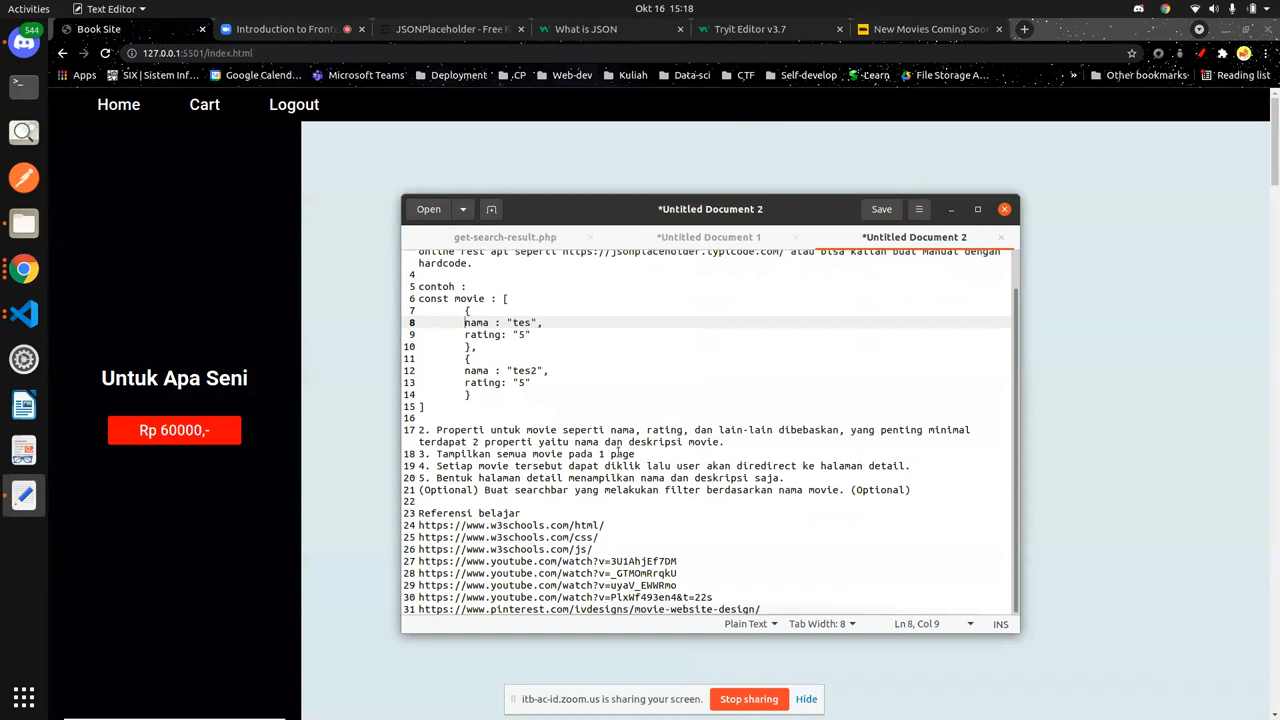 Activities
Text Editor
Okt 16 15:18
544
Book Site
Introduction to Front
JSONPlaceholder - Free F
What is JSON
Tryit Editor v3.7
New Movies Coming Soo
127.0.0.1:5501/index.html
Apps
SIX | Sistem Inf...
Google Calend...
Microsoft Teams
Deployment
.CP
Web-dev
Kuliah
Data-sci
CTF
Self-develop
-Learn
File Storage A...
»
Other bookmarks
Reading list
Home
Cart
Logout
Untuk Apa Seni
Rp 60000,-
Open
*Untitled Document 2
Save
get-search-result.php
*Untitled Document 1
*Untitled Document 2
online rest api seperti https://jsonplaceholder.typicode.com/ atau bisa kalian buat manual dengan
hardcode.
4
5 contoh :
6 const movie : [
7 {
8 nama : "tes",
9 rating: "5"
10 },
11 {
12 nama : "tes2",
13 rating: "5"
14 }
15 ]
16
17 2. Properti untuk movie seperti nama, rating, dan lain-lain dibebaskan, yang penting minimal
terdapat 2 properti yaitu nama dan deskripsi movie.
18 3. Tampilkan semua movie pada 1 page
19 4. Setiap movie tersebut dapat diklik lalu user akan diredirect ke halaman detail.
20 5. Bentuk halaman detail menampilkan nama dan deskripsi saja.
21 (Optional) Buat searchbar yang melakukan filter berdasarkan nama movie. (Optional)
22
23 Referensi belajar
24 https://www.w3schools.com/html/
25 https://www.w3schools.com/css/
26 https://www.w3schools.com/js/
27 https://www.youtube.com/watch?v=3U1AhjEf7DM
28 https://www.youtube.com/watch?v=_GTMOmRrqkU
29 https://www.youtube.com/watch?v=uyaV_EWWRmo
30 https://www.youtube.com/watch?v=PlxWf493en4&t=22s
31 https://www.pinterest.com/ivdesigns/movie-website-design/
Plain Text
Tab Width: 8
Ln 8, Col 9
INS
itb-ac-id.zoom.us is sharing your screen.
Stop sharing
Hide